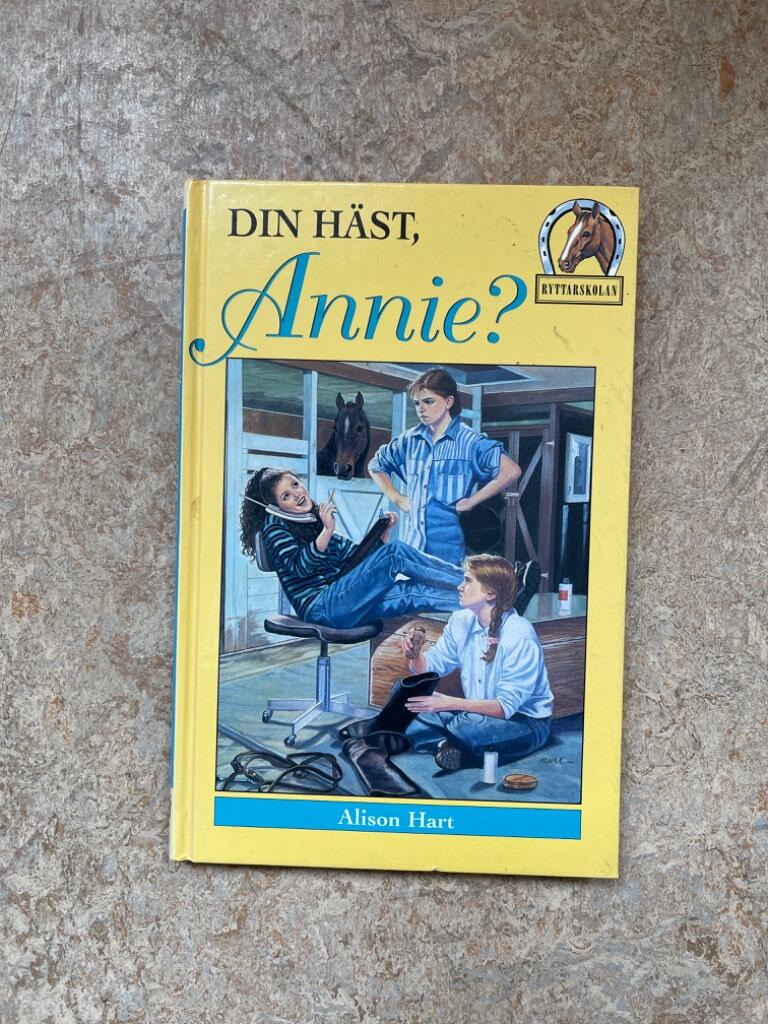 DIN HÄST,
Annie?
RYTTARSKOLAN
Alison Hart